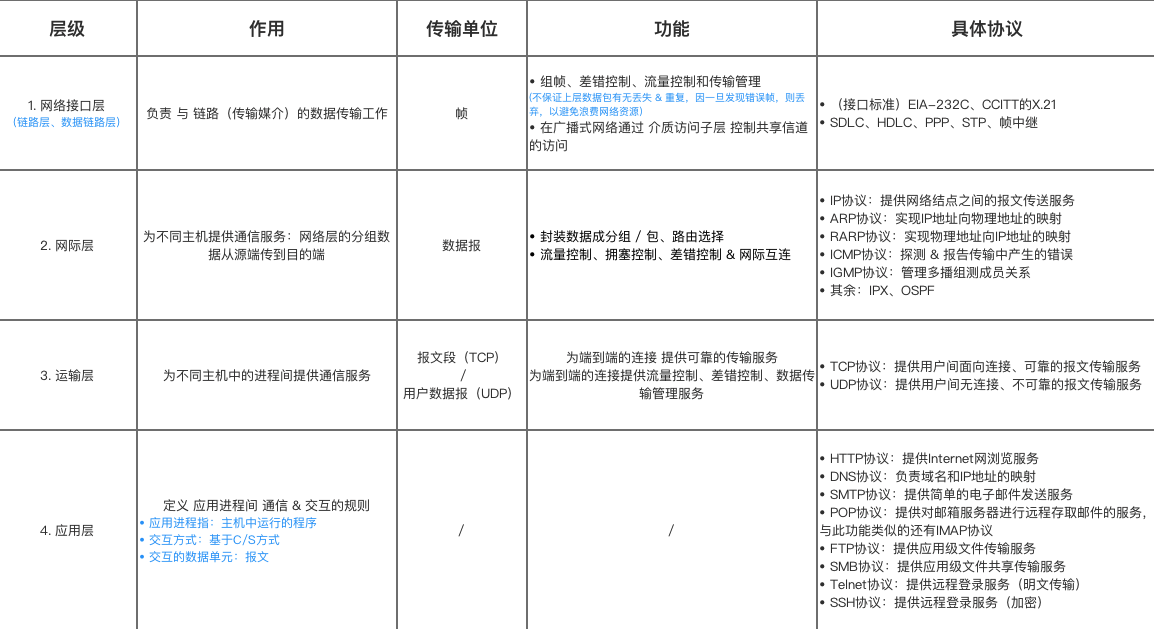 层级
作用
传输单位
功能
具体协议
1. 网络接口层
(链路层、数据链路层)
负责 与 链路（传输媒介）的数据传输工作
帧
• 组帧、差错控制、流量控制和传输管理
(不保证上层数据包有无丢失 & 重复，因一旦发现错误帧，则丢
弃，以避免浪费网络资源)
• 在广播式网络通过 介质访问子层 控制共享信道
的访问
• （接口标准）EIA-232C、CCITT的X.21
• SDLC、HDLC、PPP、STP、帧中继
2. 网际层
为不同主机提供通信服务：网络层的分组数
据从源端传到目的端
数据报
• 封装数据成分组 / 包、路由选择
• 流量控制、拥塞控制、差错控制 & 网际互连
• IP协议：提供网络结点之间的报文传送服务
• ARP协议：实现IP地址向物理地址的映射
• RARP协议：实现物理地址向IP地址的映射
• ICMP协议：探测 & 报告传输中产生的错误
• IGMP协议：管理多播组测成员关系
• 其余：IPX、OSPF
3. 运输层
为不同主机中的进程间提供通信服务
报文段（TCP）
/
用户数据报（UDP）
为端到端的连接 提供可靠的传输服务
为端到端的连接提供流量控制、差错控制、数据传
输管理服务
• TCP协议：提供用户间面向连接、可靠的报文传输服务
• UDP协议：提供用户间无连接、不可靠的报文传输服务
4. 应用层
定义 应用进程间 通信 & 交互的规则
• 应用进程指：主机中运行的程序
• 交互方式：基于C/S方式
• 交互的数据单元：报文
/
/
• HTTP协议：提供Internet网浏览服务
• DNS协议：负责域名和IP地址的映射
• SMTP协议：提供简单的电子邮件发送服务
• POP协议：提供对邮箱服务器进行远程存取邮件的服务，
与此功能类似的还有IMAP协议
• FTP协议：提供应用级文件传输服务
• SMB协议：提供应用级文件共享传输服务
• Telnet协议：提供远程登录服务（明文传输）
• SSH协议：提供远程登录服务（加密）